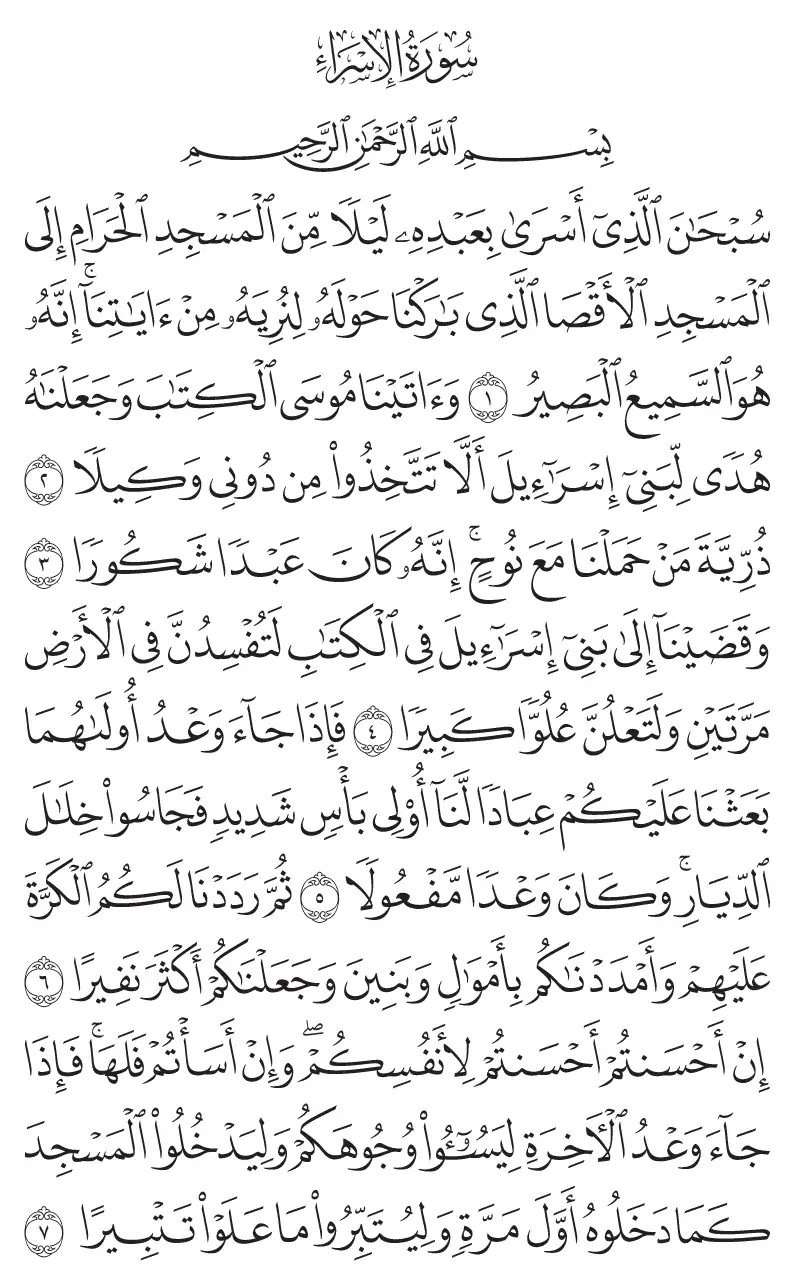 سُورَةُ الإِسْرَاءِ
بِسْمِ ٱللَّهِ ٱلرَّحْمَٰنِ ٱلرَّحِيمِ
سُبْحَٰنَ ٱلَّذِىٓ أَسْرَىٰ بِعَبْدِهِۦ لَيْلًا مِّنَ ٱلْمَسْجِدِ ٱلْحَرَامِ إِلَى
ٱلْمَسْجِدِ ٱلْأَقْصَا ٱلَّذِى بَٰرَكْنَا حَوْلَهُۥ لِنُرِيَهُۥ مِنْ ءَايَٰتِنَآ ۚ إِنَّهُۥ
هُوَ ٱلسَّمِيعُ ٱلْبَصِيرُ ١ وَءَاتَيْنَا مُوسَى ٱلْكِتَٰبَ وَجَعَلْنَٰهُ
هُدًى لِّبَنِىٓ إِسْرَٰٓءِيلَ أَلَّا تَتَّخِذُوا۟ مِن دُونِى وَكِيلًا ٢
ذُرِّيَّةَ مَنْ حَمَلْنَا مَعَ نُوحٍ ۚ إِنَّهُۥ كَانَ عَبْدًا شَكُورًا ٣
وَقَضَيْنَآ إِلَىٰ بَنِىٓ إِسْرَٰٓءِيلَ فِى ٱلْكِتَٰبِ لَتُفْسِدُنَّ فِى ٱلْأَرْضِ
مَرَّتَيْنِ وَلَتَعْلُنَّ عُلُوًّا كَبِيرًا ٤ فَإِذَا جَآءَ وَعْدُ أُولَىٰهُمَا
بَعَثْنَا عَلَيْكُمْ عِبَادًا لَّنَآ أُو۟لِى بَأْسٍ شَدِيدٍ فَجَاسُوا۟ خِلَٰلَ
ٱلدِّيَارِ ۚ وَكَانَ وَعْدًا مَّفْعُولًا ٥ ثُمَّ رَدَدْنَا لَكُمُ ٱلْكَرَّةَ
عَلَيْهِمْ وَأَمْدَدْنَٰكُم بِأَمْوَٰلٍ وَبَنِينَ وَجَعَلْنَٰكُمْ أَكْثَرَ نَفِيرًا ٦
إِنْ أَحْسَنتُمْ أَحْسَنتُمْ لِأَنفُسِكُمْ ۖ وَإِنْ أَسَأْتُمْ فَلَهَا ۚ فَإِذَا
جَآءَ وَعْدُ ٱلْءَاخِرَةِ لِيَسُۥٓـُٔوا۟ وُجُوهَكُمْ وَلِيَدْخُلُوا۟ ٱلْمَسْجِدَ
كَمَا دَخَلُوهُ أَوَّلَ مَرَّةٍ وَلِيُتَبِّرُوا۟ مَا عَلَوْا۟ تَتْبِيرًا ٧